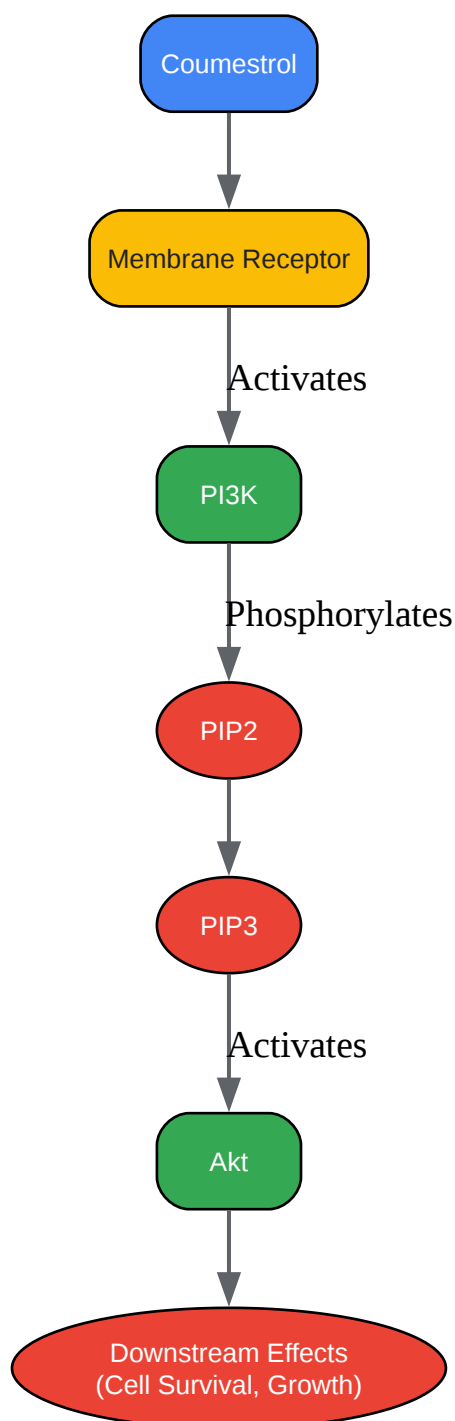 Coumestrol
Membrane Receptor
Activates
PI3K
Phosphorylates
PIP2
PIP3
Activates
Akt
Downstream Effects
(Cell Survival, Growth)